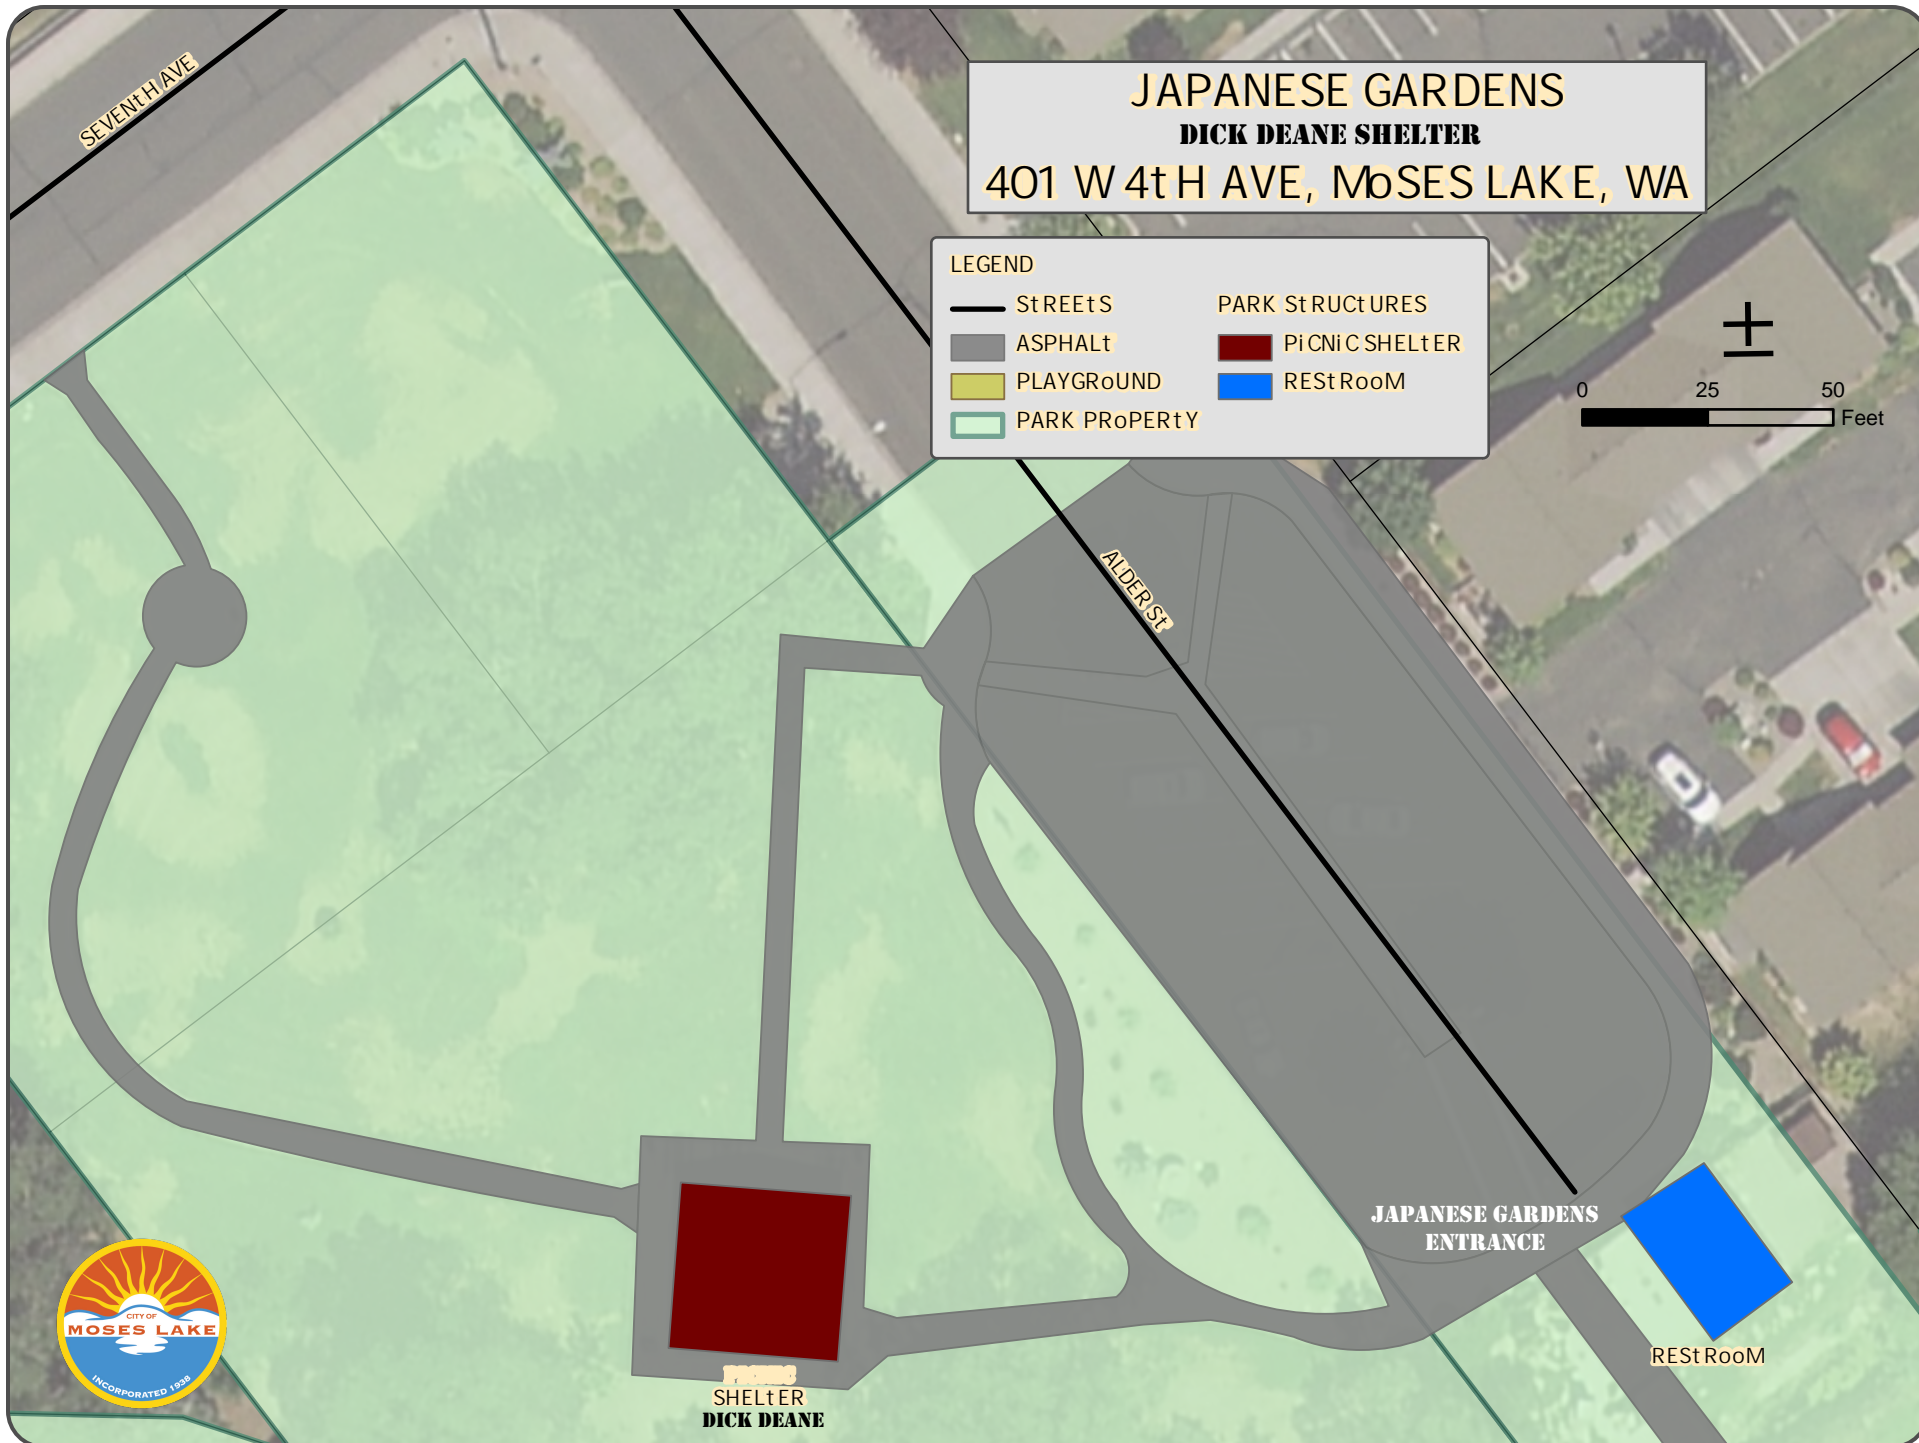 SEVENtH AVE
JAPANESE GARDENS
DICK DEANE SHELTER
401 W 4tH AVE, MoSES LAKE, WA
LEGEND
StREEtS
ASPHALt
PLAYGRoUND
PARK PRoPERtY
PARK StRUCtURES
PiCNiC SHELtER
REStRooM
0 25 50
Feet
ALDER St
JAPANESE GARDENS
ENTRANCE
REStRooM
SHELtER
DICK DEANE
CITY OF
MOSES LAKE
INCORPORATED 1938